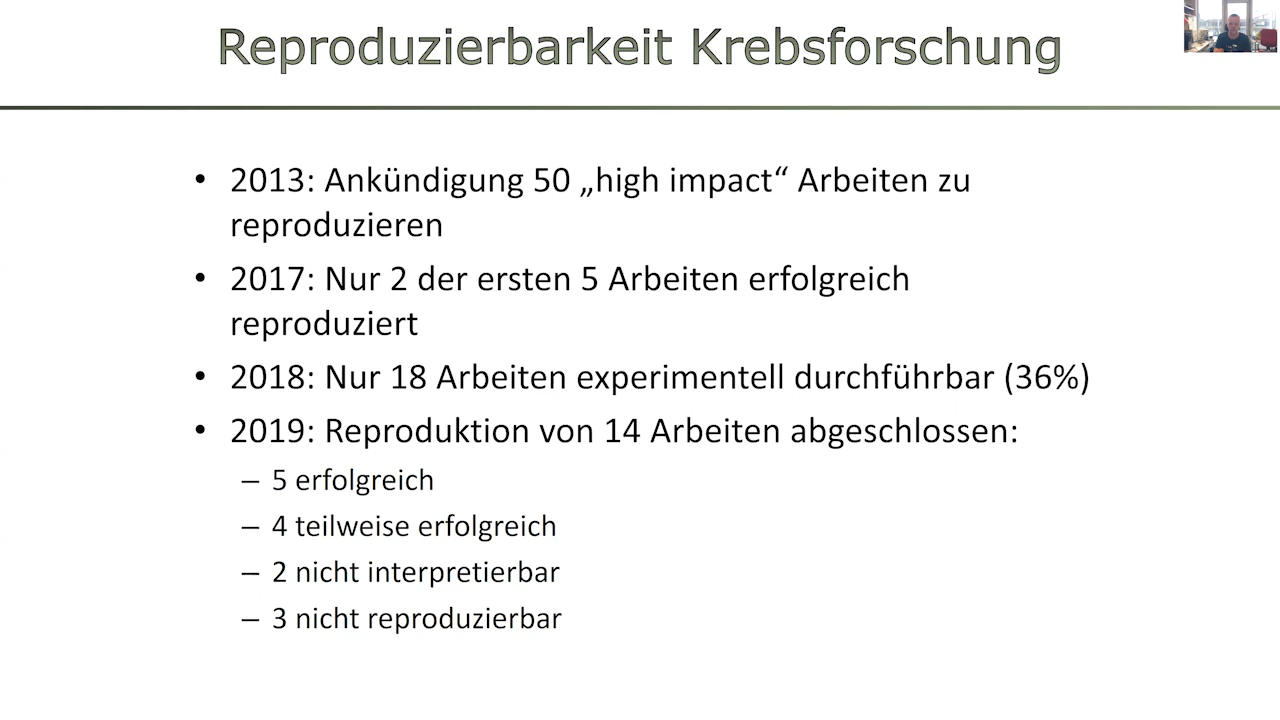 Reproduzierbarkeit Krebsforschung
• 2013: Ankündigung 50 „high impact“ Arbeiten zu
reproduzieren
• 2017: Nur 2 der ersten 5 Arbeiten erfolgreich
reproduziert
• 2018: Nur 18 Arbeiten experimentell durchführbar (36%)
• 2019: Reproduktion von 14 Arbeiten abgeschlossen:
– 5 erfolgreich
– 4 teilweise erfolgreich
– 2 nicht interpretierbar
– 3 nicht reproduzierbar